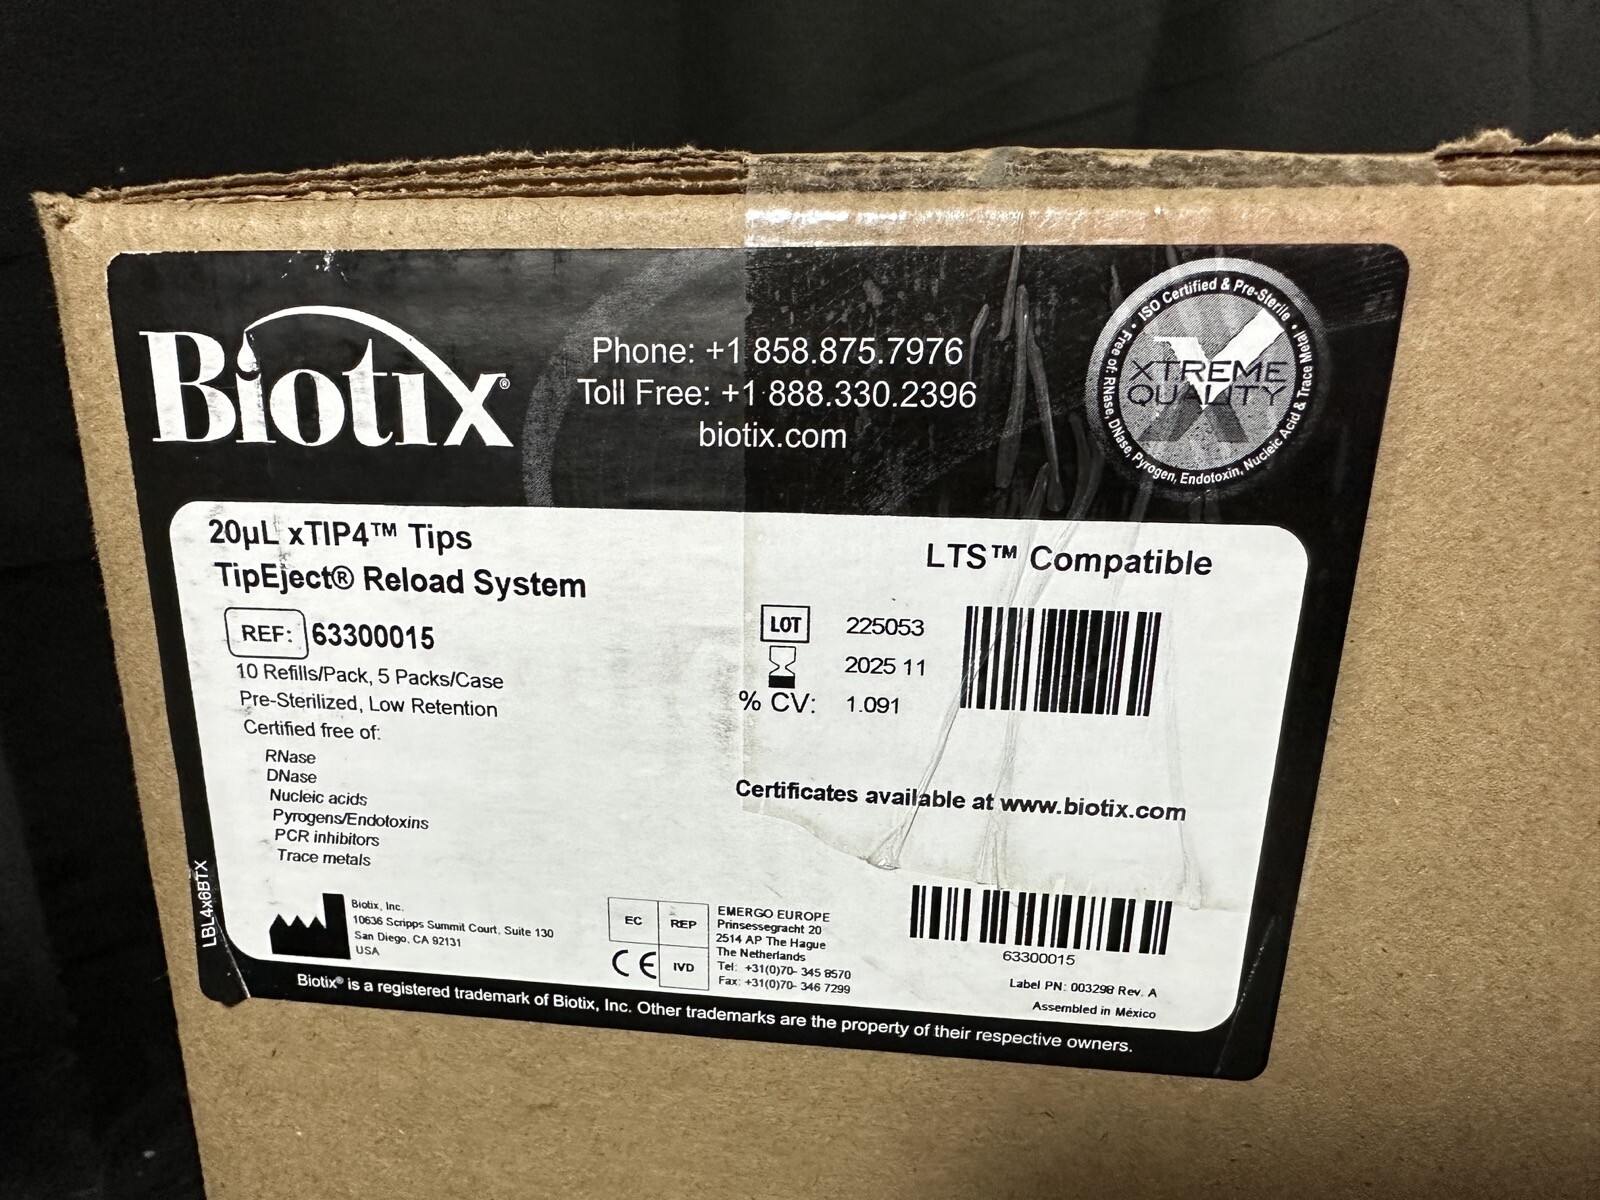 Biotix®
Phone: +1 858.875.7976
Toll Free: +1 888.330.2396
biotix.com
• ISO Certified & Pre-Sterile •
Free of: RNase, DNase, Pyrogen, Endotoxin, Nucleic Acid & Trace Metal
XTREME
QUALITY
20µL xTIP4™ Tips
TipEject® Reload System
REF: 63300015
10 Refills/Pack, 5 Packs/Case
Pre-Sterilized, Low Retention
Certified free of:
RNase
DNase
Nucleic acids
Pyrogens/Endotoxins
PCR inhibitors
Trace metals
LTS™ Compatible
LOT 225053
2025 11
% CV: 1.091
Certificates available at www.biotix.com
LBL4x6BTX
Biotix, Inc.
10636 Scripps Summit Court, Suite 130
San Diego, CA 92131
USA
EC REP
CE IVD
EMERGO EUROPE
Prinsessegracht 20
2514 AP The Hague
The Netherlands
Tel: +31(0)70- 345 8570
Fax: +31(0)70- 346 7299
63300015
Label PN: 003298 Rev. A
Assembled in México
Biotix® is a registered trademark of Biotix, Inc. Other trademarks are the property of their respective owners.